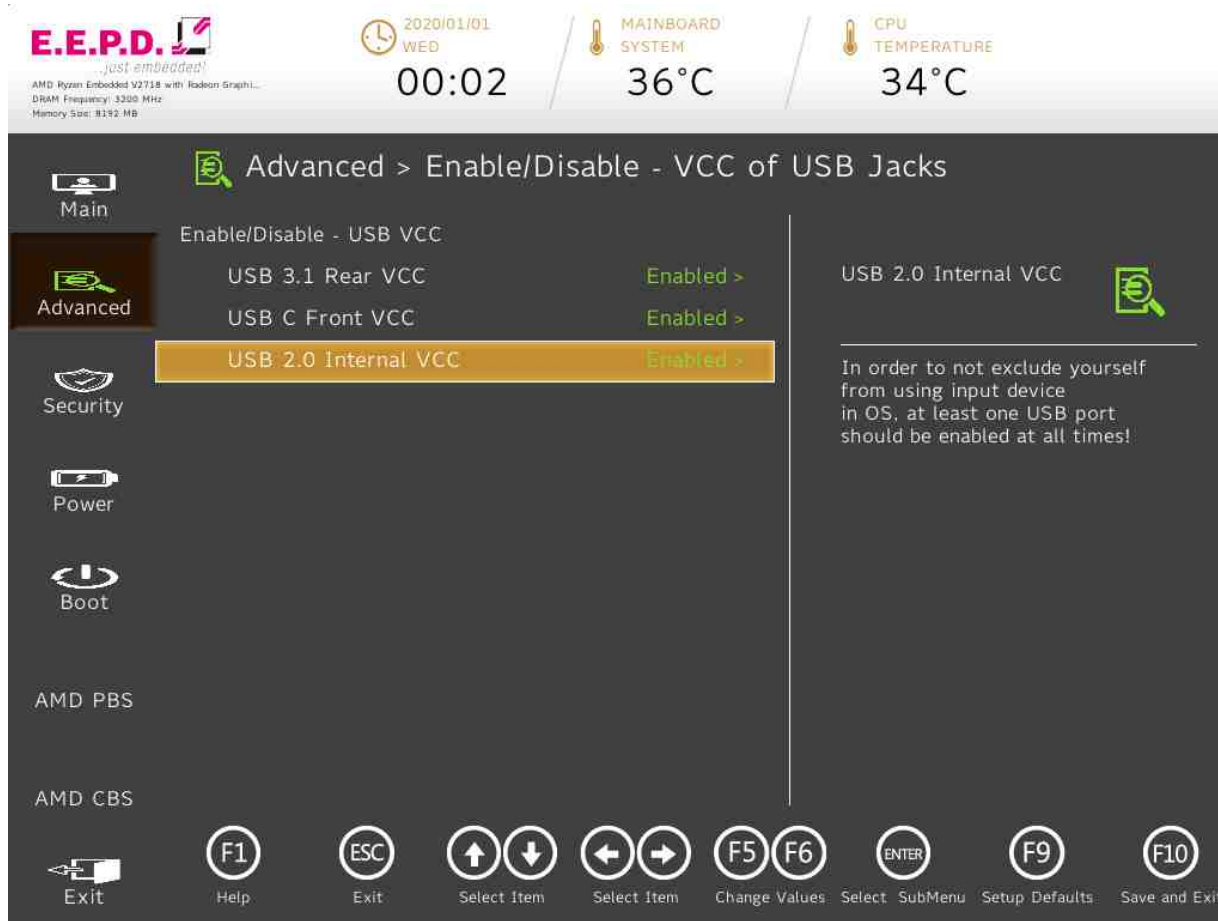 E.E.P.D.
...just embedded!
AMD Ryzen Embedded V2718 with Radeon Graphi...
DRAM Frequency: 3200 MHz
Memory Size: 8192 MB
2020/01/01
WED
00:02
MAINBOARD
SYSTEM
36°C
CPU
TEMPERATURE
34°C
Main
Advanced
Security
Power
Boot
AMD PBS
AMD CBS
Exit
Advanced > Enable/Disable - VCC of USB Jacks
Enable/Disable - USB VCC
USB 3.1 Rear VCC Enabled >
USB C Front VCC Enabled >
USB 2.0 Internal VCC Enabled >
USB 2.0 Internal VCC
In order to not exclude yourself
from using input device
in OS, at least one USB port
should be enabled at all times!
F1
Help
ESC
Exit
Select Item
Select Item
F5 F6
Change Values
ENTER
Select SubMenu
F9
Setup Defaults
F10
Save and Exi